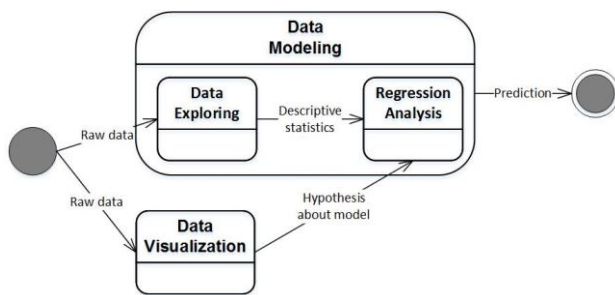 Data
Modeling
Data
Exploring
Descriptive
statistics
Regression
Analysis
Prediction
Raw data
Raw data
Hypothesis
about model
Data
Visualization